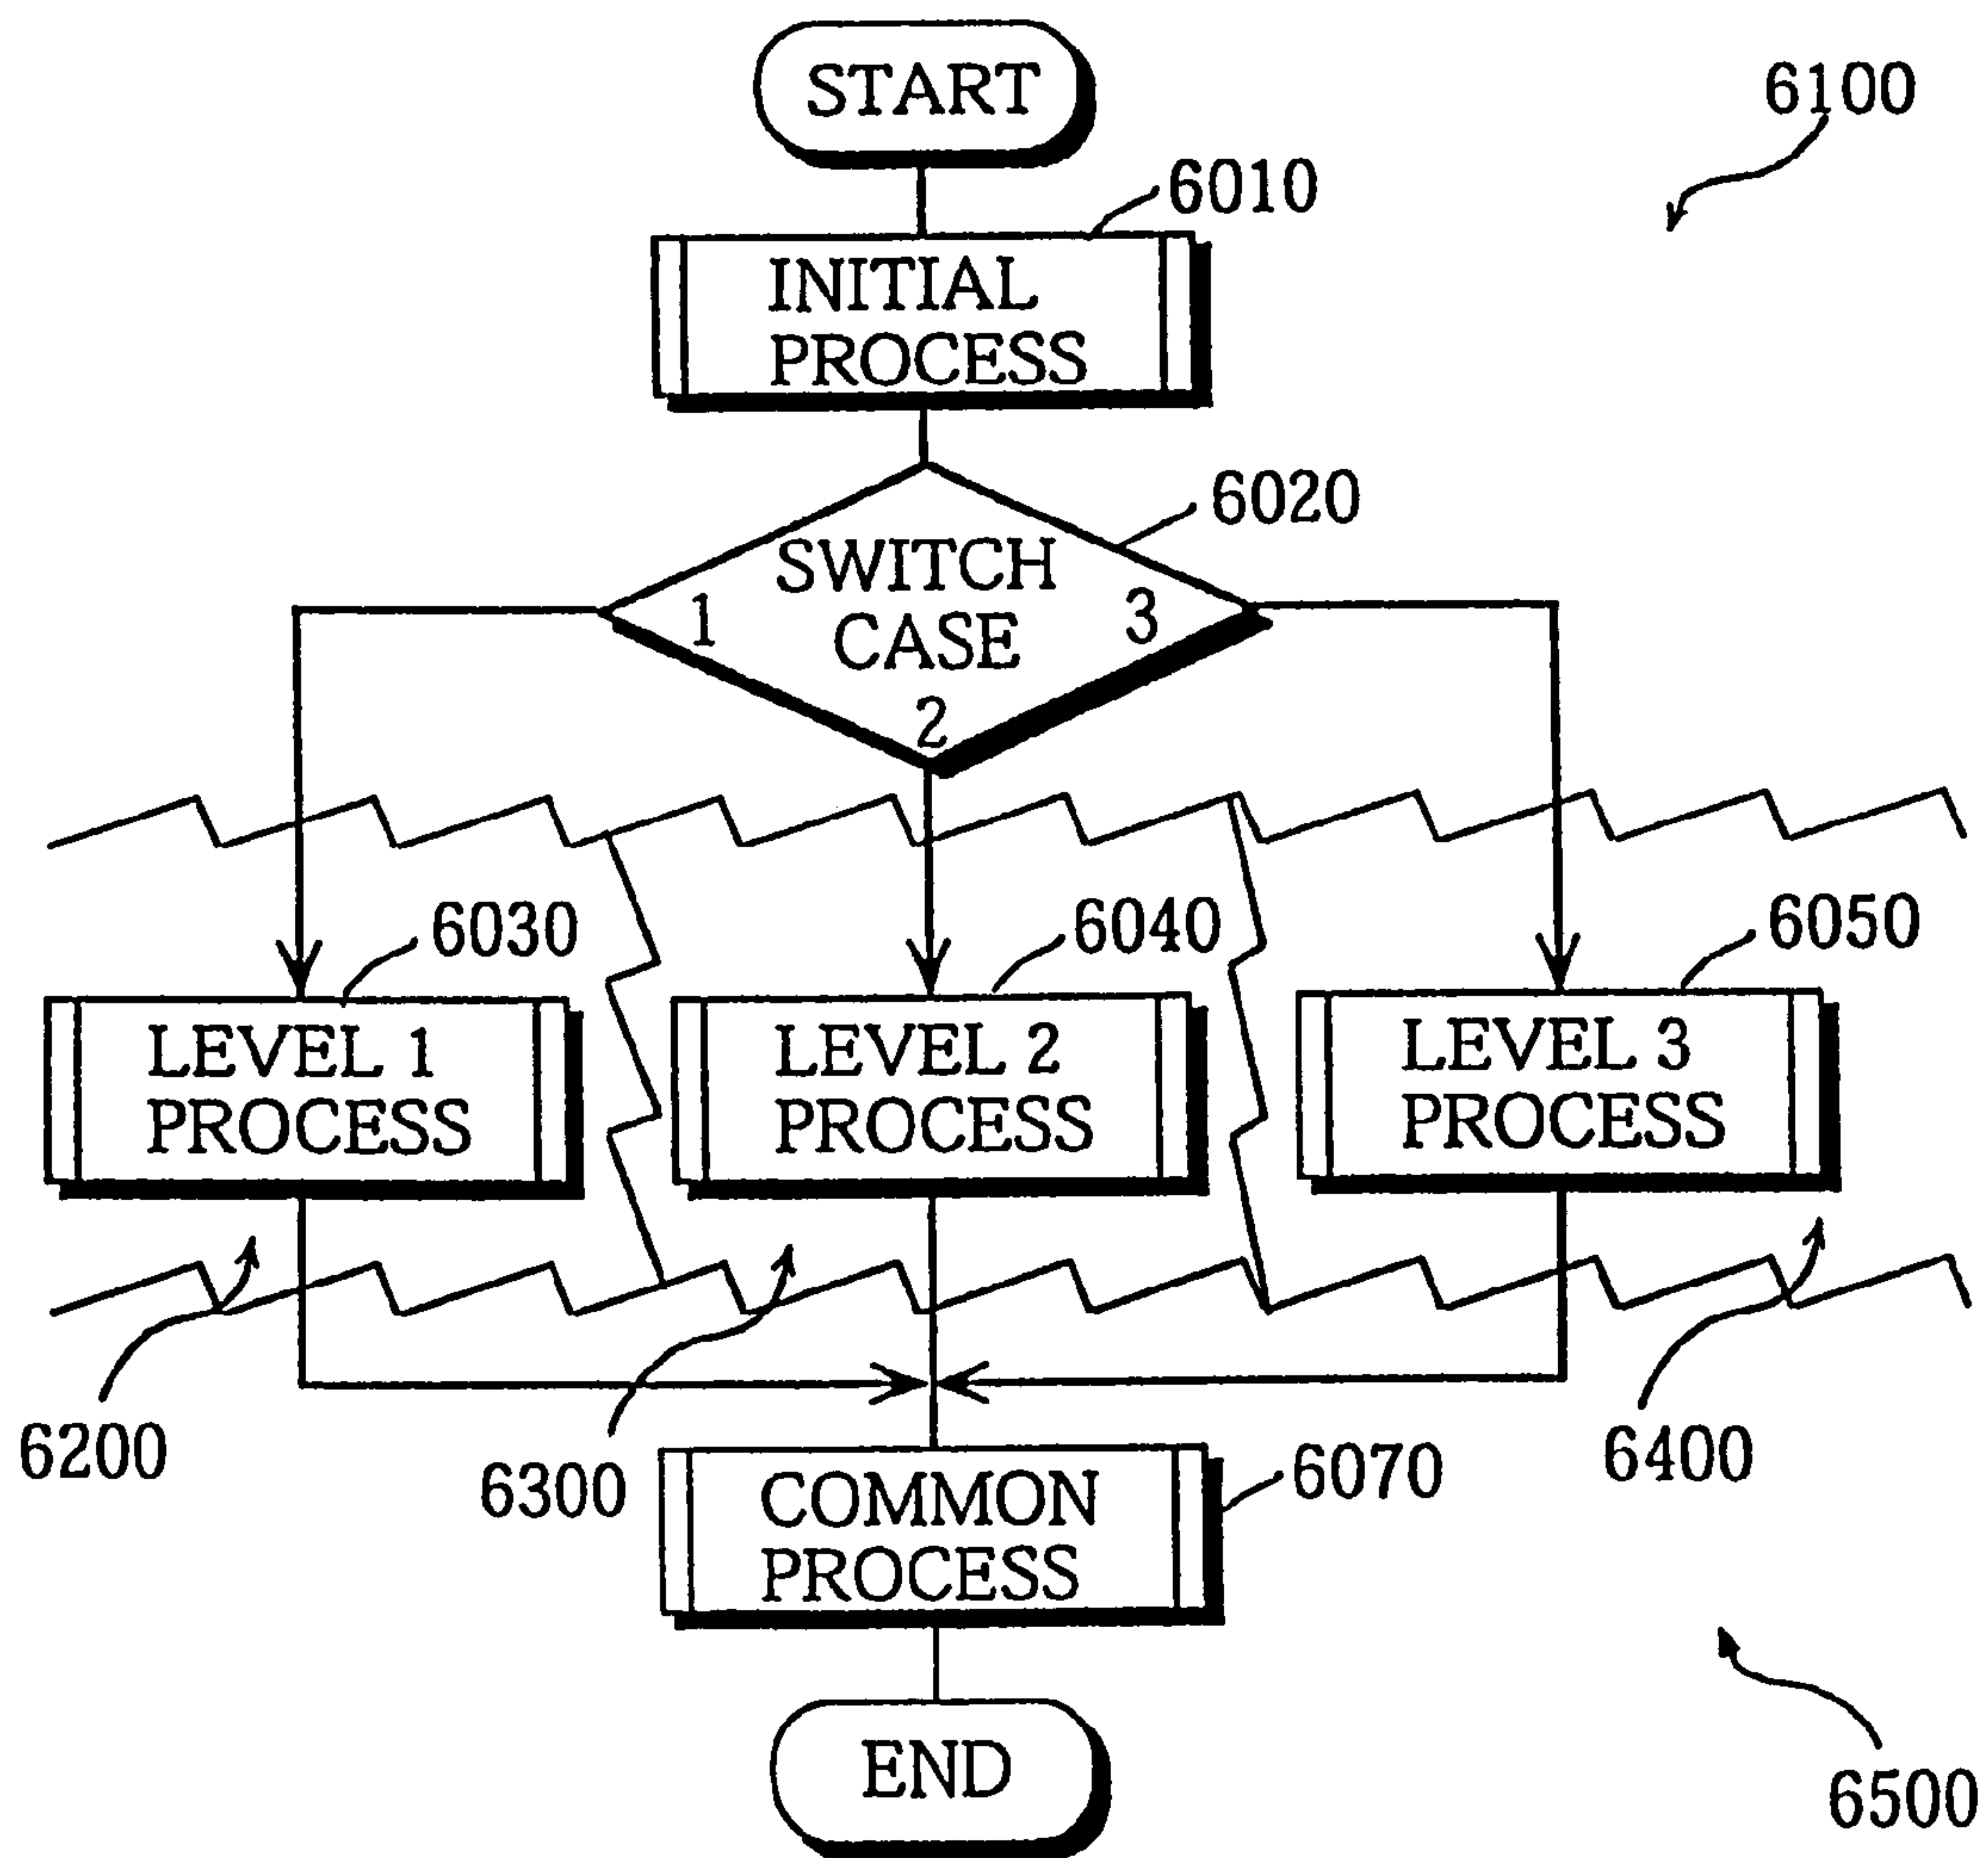 START
6100
6010
INITIAL
PROCESS
6020
SWITCH
CASE
1
3
2
6030
6040
6050
LEVEL 1
PROCESS
LEVEL 2
PROCESS
LEVEL 3
PROCESS
6200
6300
6400
COMMON
PROCESS
6070
END
6500